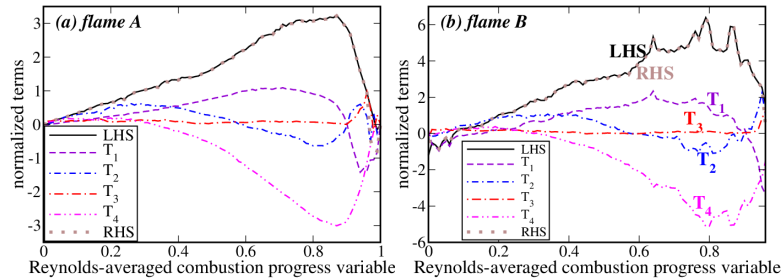 (a) flame A
normalized terms
3
2
1
0
-1
-2
-3
LHS
T1
T2
T3
T4
RHS
0 0.2 0.4 0.6 0.8 1
Reynolds-averaged combustion progress variable
(b) flame B
normalized terms
6
4
2
0
-2
-4
-6
LHS
RHS
T1
T3
T2
T4
LHS
T1
T2
T3
T4
RHS
0 0.2 0.4 0.6 0.8
Reynolds-averaged combustion progress variable